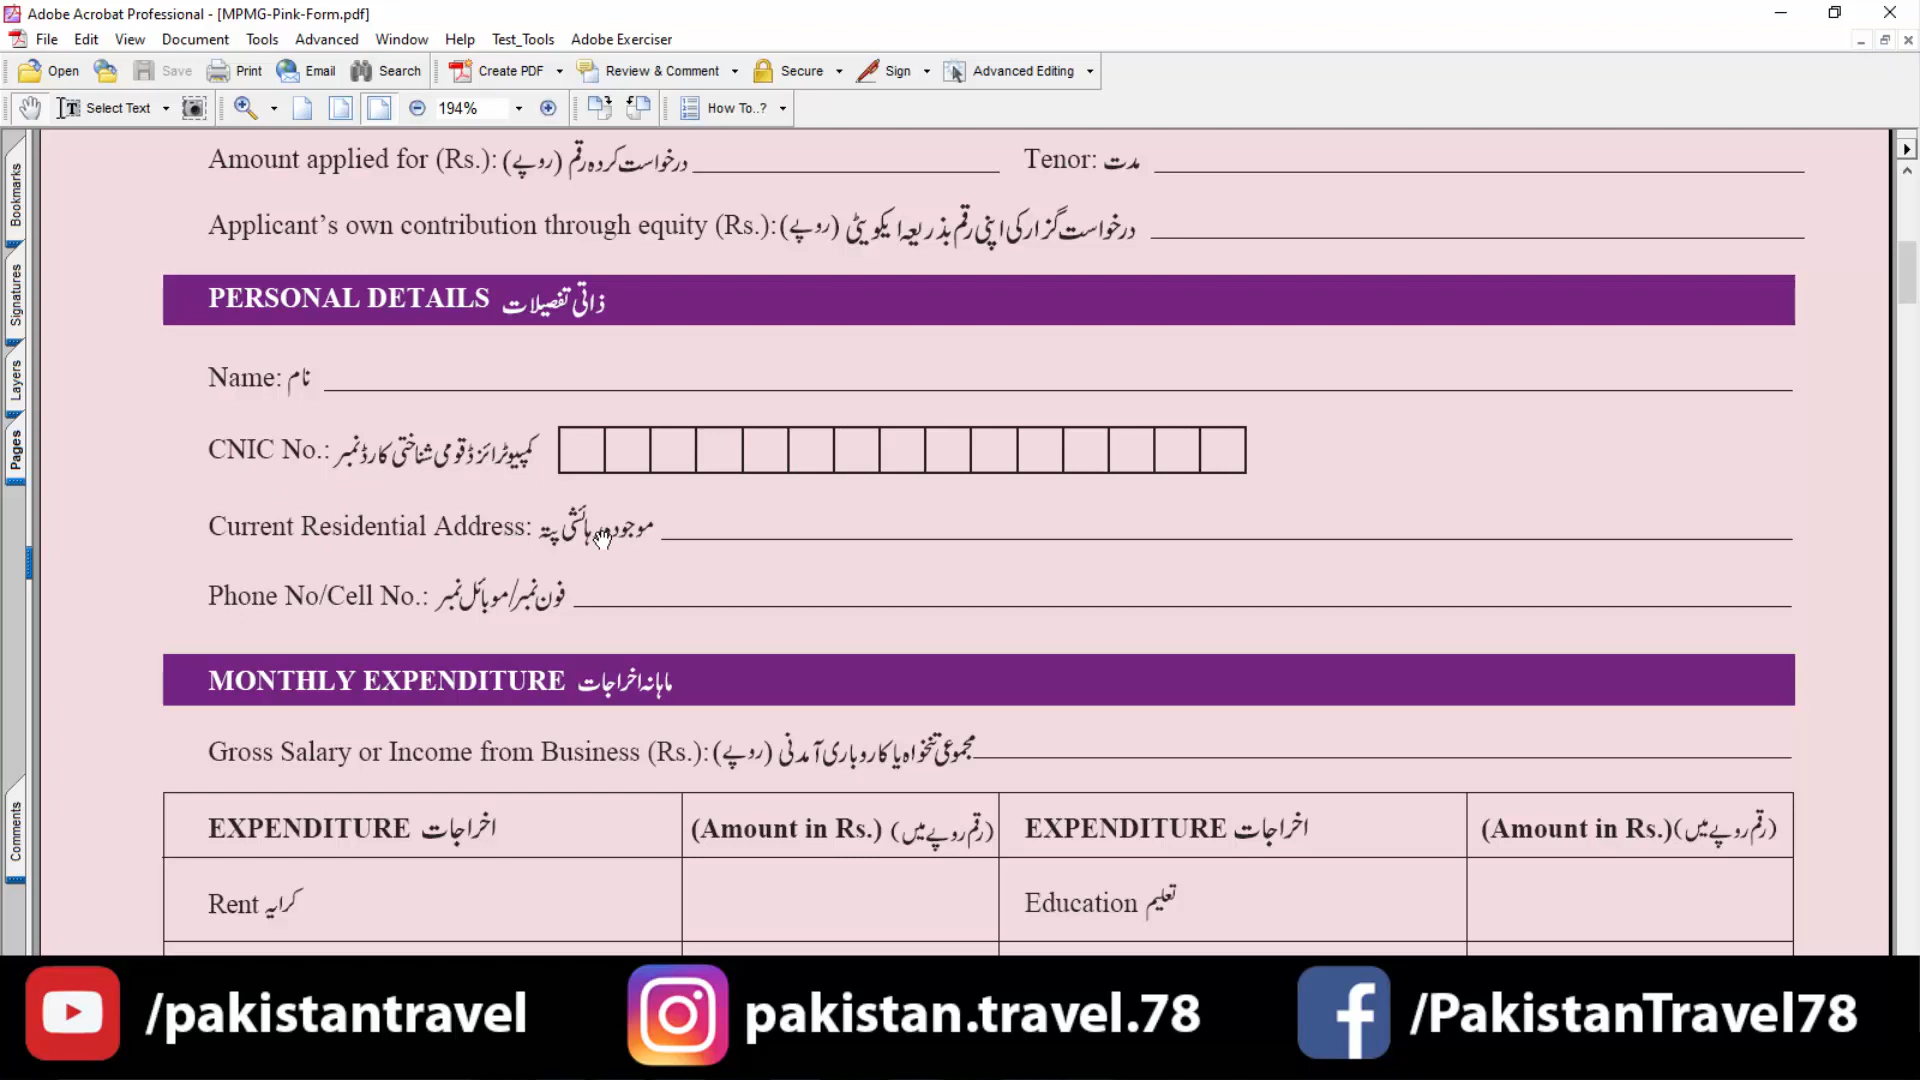 Adobe Acrobat Professional - [MPMG-Pink-Form.pdf]
File Edit View Document Tools Advanced Window Help Test_Tools Adobe Exerciser
Open Save Print Email Search Create PDF Review & Comment Secure Sign Advanced Editing
Select Text 194% How To..?
Bookmarks
Signatures
Layers
Pages
Comments
Amount applied for (Rs.): درخواست کردہ رقم (روپے) Tenor: مدت
Applicant’s own contribution through equity (Rs.): درخواست گزار کی اپنی رقم بذریعہ ایکویٹی (روپے)
PERSONAL DETAILS ذاتی تفصیلات
Name: نام
CNIC No.: کمپیوٹرائزڈ قومی شناختی کارڈ نمبر
Current Residential Address: موجودہ رہائشی پتہ
Phone No/Cell No.: فون نمبر/موبائل نمبر
MONTHLY EXPENDITURE ماہانہ اخراجات
Gross Salary or Income from Business (Rs.): مجموعی تنخواہ یا کاروباری آمدنی (روپے)
EXPENDITURE اخراجات (Amount in Rs.) (رقم روپے میں) EXPENDITURE اخراجات (Amount in Rs.) (رقم روپے میں)
Rent کرایہ Education تعلیم
/pakistantravel pakistan.travel.78 /PakistanTravel78